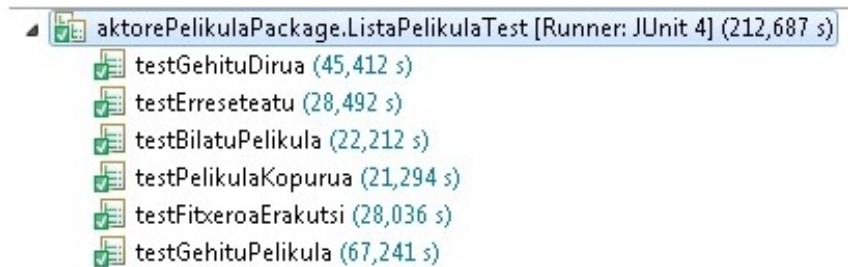 aktorePelikulaPackage.ListaPelikulaTest [Runner: JUnit 4] (212,687 s)
testGehituDirua (45,412 s)
testErreseteatu (28,492 s)
testBilatuPelikula (22,212 s)
testPelikulaKopurua (21,294 s)
testFitxeroaErakutsi (28,036 s)
testGehituPelikula (67,241 s)